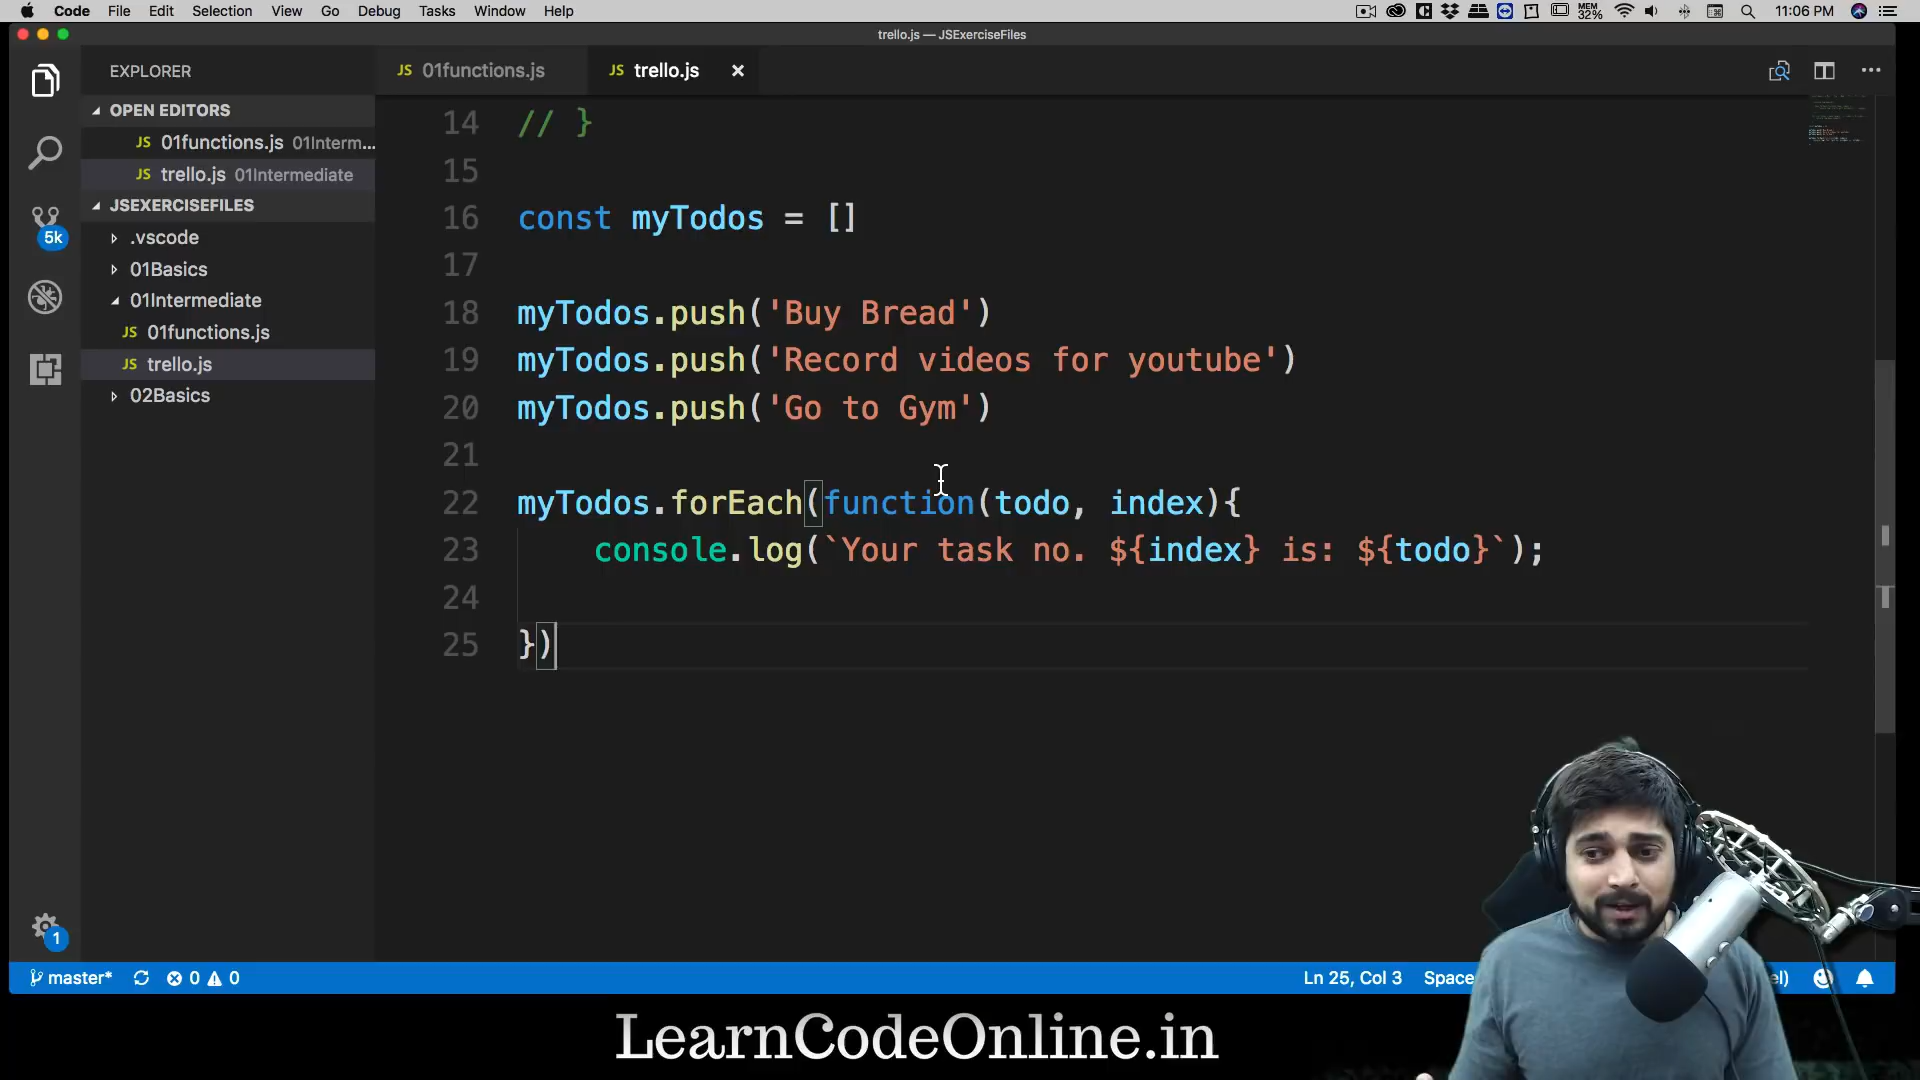 Code File Edit Selection View Go Debug Tasks Window Help MEM 32% 11:06 PM
trello.js — JSExerciseFiles
EXPLORER
JS 01functions.js JS trello.js ×
OPEN EDITORS
JS 01functions.js 01Interm...
JS trello.js 01Intermediate
JSEXERCISEFILES
.vscode
01Basics
01Intermediate
JS 01functions.js
JS trello.js
02Basics
5k
1
14 // }
15
16 const myTodos = []
17
18 myTodos.push('Buy Bread')
19 myTodos.push('Record videos for youtube')
20 myTodos.push('Go to Gym')
21
22 myTodos.forEach(function(todo, index){
23 console.log(`Your task no. ${index} is: ${todo}`);
24
25 })
master* 0 0 Ln 25, Col 3 Space el)
LearnCodeOnline.in